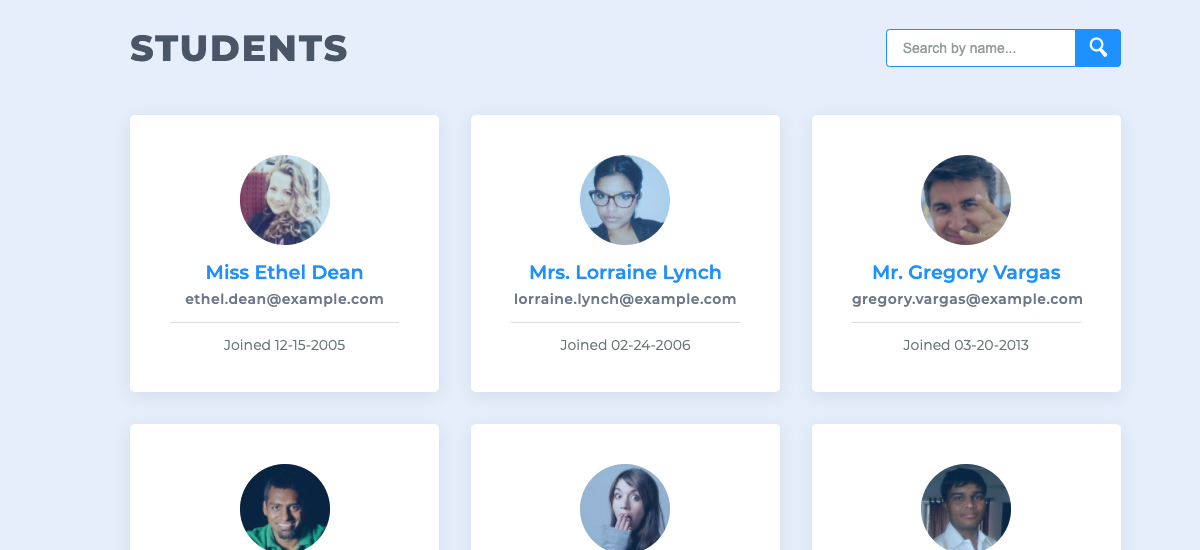 STUDENTS
Search by name...
Miss Ethel Dean
ethel.dean@example.com
Joined 12-15-2005
Mrs. Lorraine Lynch
lorraine.lynch@example.com
Joined 02-24-2006
Mr. Gregory Vargas
gregory.vargas@example.com
Joined 03-20-2013